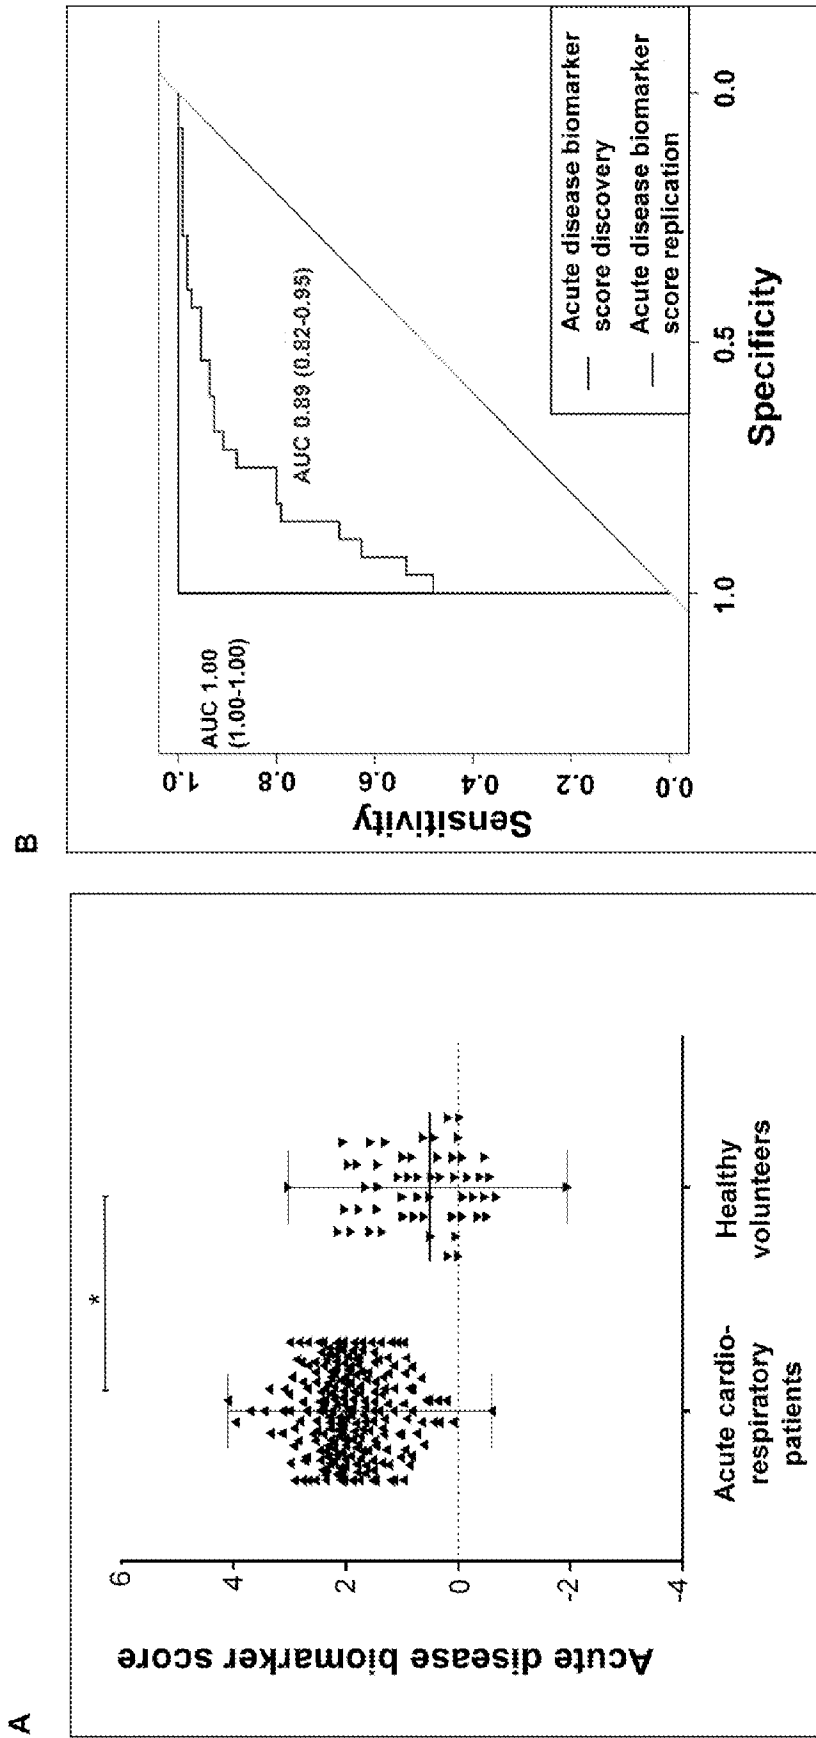 A
Acute disease biomarker score
6
4
2
0
-2
-4
*
Acute cardio-
respiratory
patients
Healthy
volunteers
B
Sensitivity
1.0
0.8
0.6
0.4
0.2
0.0
AUC 1.00
(1.00-1.00)
AUC 0.89 (0.82-0.95)
Acute disease biomarker
score discovery
Acute disease biomarker
score replication
1.0
0.5
0.0
Specificity